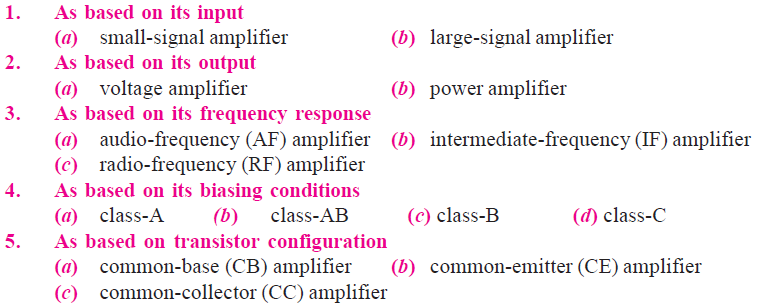 1. As based on its input
(a) small-signal amplifier (b) large-signal amplifier
2. As based on its output
(a) voltage amplifier (b) power amplifier
3. As based on its frequency response
(a) audio-frequency (AF) amplifier (b) intermediate-frequency (IF) amplifier
(c) radio-frequency (RF) amplifier
4. As based on its biasing conditions
(a) class-A (b) class-AB (c) class-B (d) class-C
5. As based on transistor configuration
(a) common-base (CB) amplifier (b) common-emitter (CE) amplifier
(c) common-collector (CC) amplifier